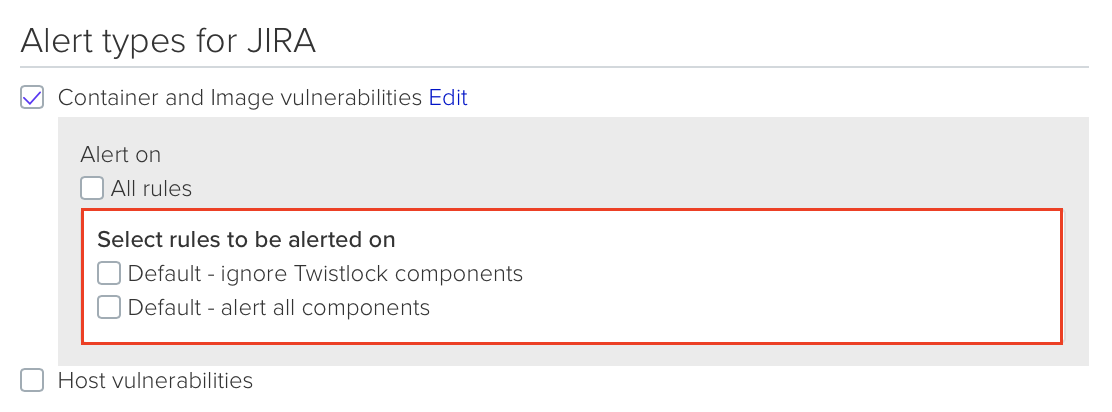 Alert types for JIRA
Container and Image vulnerabilities Edit
Alert on
All rules
Select rules to be alerted on
Default - ignore Twistlock components
Default - alert all components
Host vulnerabilities